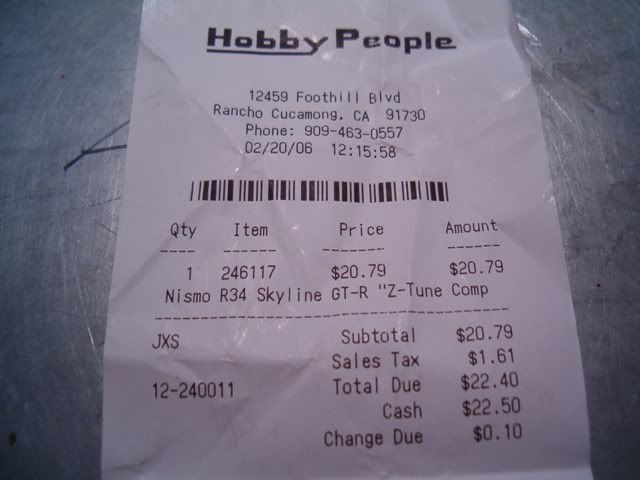 Hobby People
12459 Foothill Blvd
Rancho Cucamong, CA 91730
Phone: 909-463-0557
02/20/06 12:15:58
Qty Item Price Amount
---- ------ ------- ------
1 246117 $20.79 $20.79
Nismo R34 Skyline GT-R "Z-Tune Comp
JXS Subtotal $20.79
Sales Tax $1.61
12-240011 Total Due $22.40
Cash $22.50
Change Due $0.10